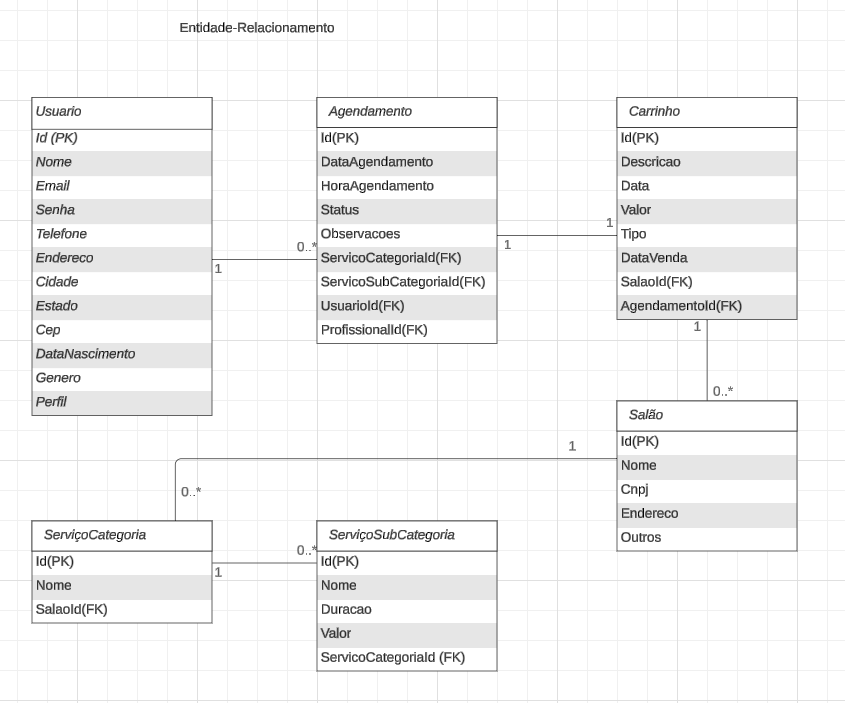 Entidade-Relacionamento
Usuario
Id (PK)
Nome
Email
Senha
Telefone
Endereco
Cidade
Estado
Cep
DataNascimento
Genero
Perfil
1
0..*
Agendamento
Id(PK)
DataAgendamento
HoraAgendamento
Status
Observacoes
ServicoCategoriaId(FK)
ServicoSubCategoriaId(FK)
UsuarioId(FK)
ProfissionalId(FK)
1
1
Carrinho
Id(PK)
Descricao
Data
Valor
Tipo
DataVenda
SalaoId(FK)
AgendamentoId(FK)
1
0..*
Salão
Id(PK)
Nome
Cnpj
Endereco
Outros
1
0..*
ServiçoCategoria
Id(PK)
Nome
SalaoId(FK)
1
0..*
ServiçoSubCategoria
Id(PK)
Nome
Duracao
Valor
ServicoCategoriaId (FK)